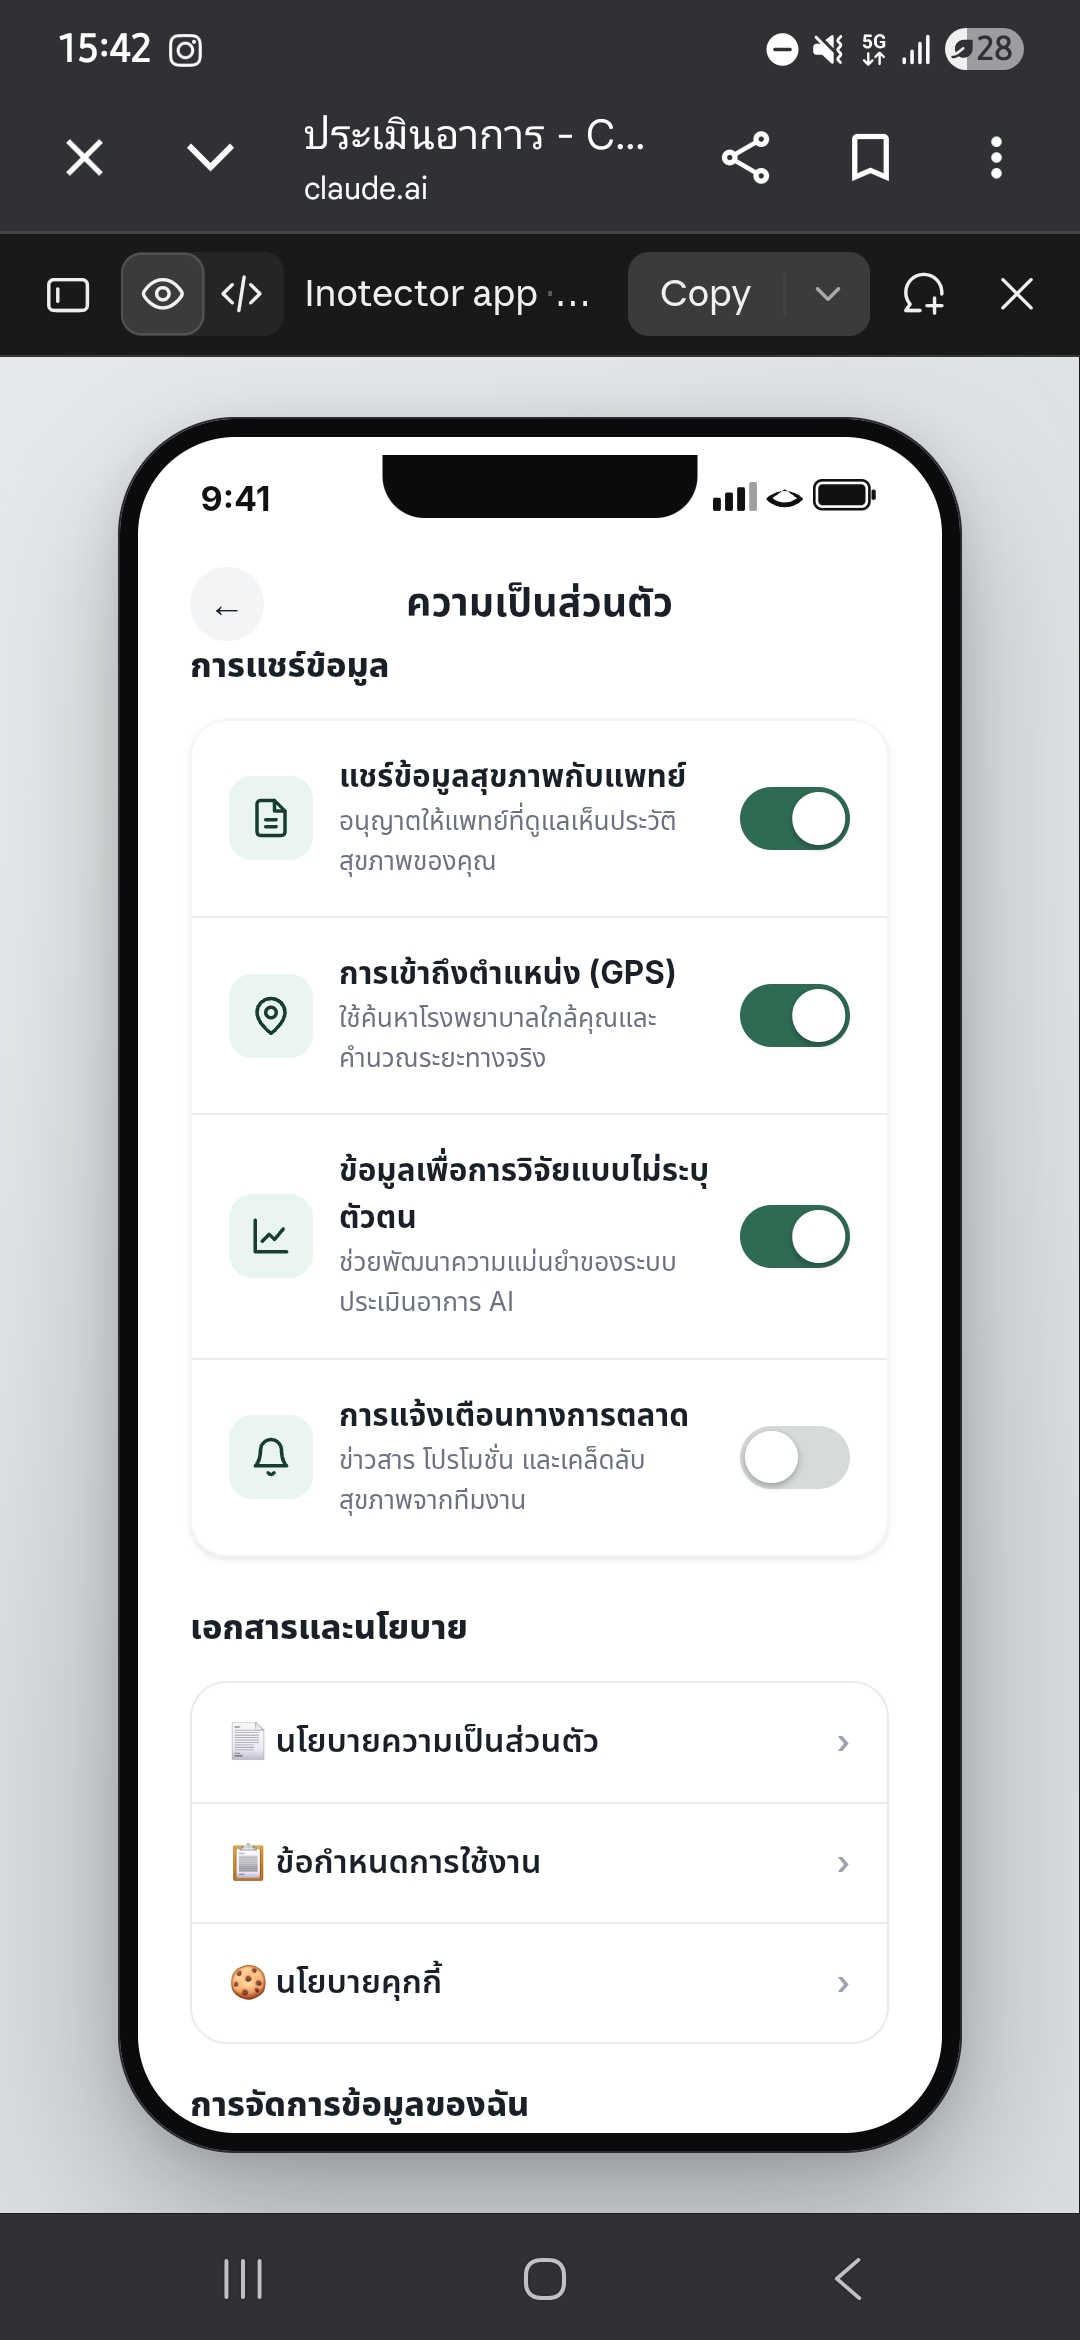 15:42
5G
28
ประเมินอาการ - C...
claude.ai
Inotector app ·...
Copy
9:41
←
ความเป็นส่วนตัว
การแชร์ข้อมูล
แชร์ข้อมูลสุขภาพกับแพทย์
อนุญาตให้แพทย์ที่ดูแลเห็นประวัติ
สุขภาพของคุณ
การเข้าถึงตำแหน่ง (GPS)
ใช้ค้นหาโรงพยาบาลใกล้คุณและ
คำนวณระยะทางจริง
ข้อมูลเพื่อการวิจัยแบบไม่ระบุ
ตัวตน
ช่วยพัฒนาความแม่นยำของระบบ
ประเมินอาการ AI
การแจ้งเตือนทางการตลาด
ข่าวสาร โปรโมชั่น และเคล็ดลับ
สุขภาพจากทีมงาน
เอกสารและนโยบาย
นโยบายความเป็นส่วนตัว ›
ข้อกำหนดการใช้งาน ›
นโยบายคุกกี้ ›
การจัดการข้อมูลของฉัน